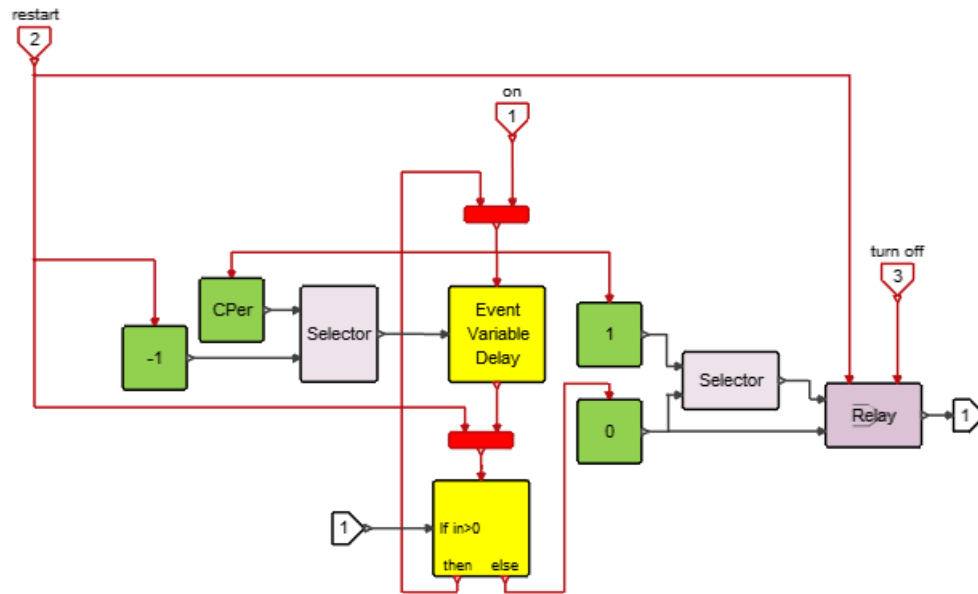 restart
2
on
1
turn off
3
CPer
Selector
Event
Variable
Delay
1
-1
Selector
0
Relay
1
1
If in>0
then else